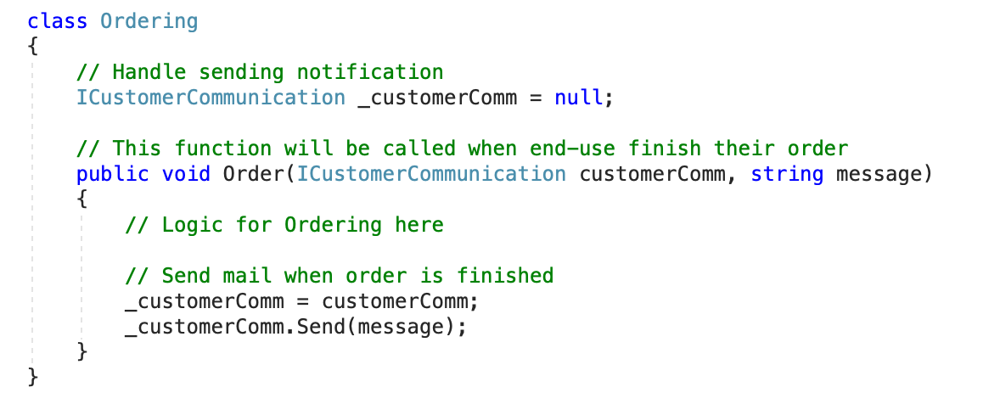 class Ordering
{
    // Handle sending notification
    ICustomerCommunication _customerComm = null;

    // This function will be called when end-use finish their order
    public void Order(ICustomerCommunication customerComm, string message)
    {
        // Logic for Ordering here

        // Send mail when order is finished
        _customerComm = customerComm;
        _customerComm.Send(message);
    }
}